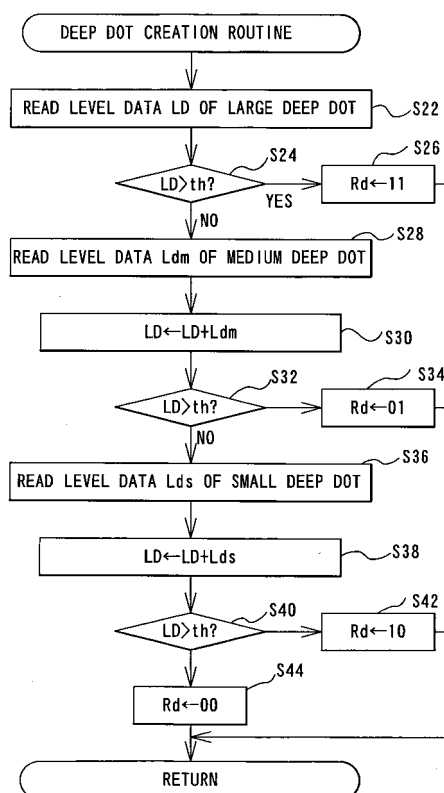 DEEP DOT CREATION ROUTINE
READ LEVEL DATA LD OF LARGE DEEP DOT
S22
S24
LD>th?
YES
S26
Rd←11
NO
S28
READ LEVEL DATA Ldm OF MEDIUM DEEP DOT
LD←LD+Ldm
S30
S32
LD>th?
S34
Rd←01
NO
S36
READ LEVEL DATA Lds OF SMALL DEEP DOT
LD←LD+Lds
S38
S40
LD>th?
S42
Rd←10
S44
Rd←00
RETURN